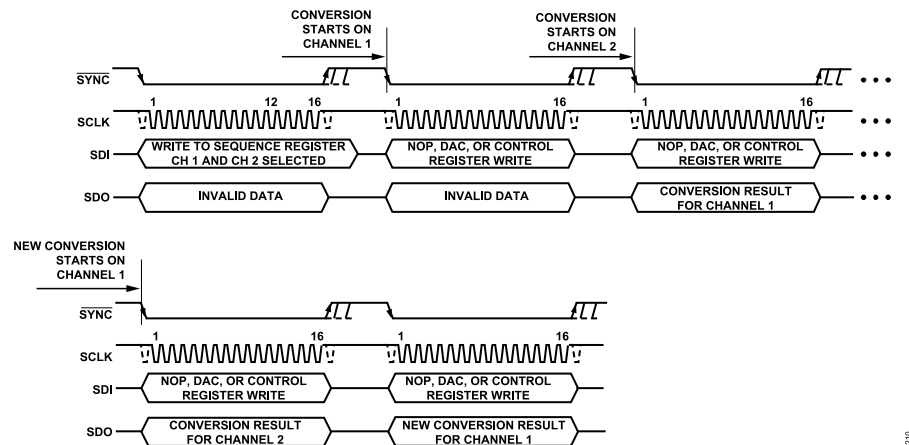 CONVERSION
STARTS ON
CHANNEL 1
CONVERSION
STARTS ON
CHANNEL 2
SYNC
1 12 16 1 16 1 16
SCLK
SDI
WRITE TO SEQUENCE REGISTER
CH 1 AND CH 2 SELECTED
NOP, DAC, OR CONTROL
REGISTER WRITE
NOP, DAC, OR CONTROL
REGISTER WRITE
SDO
INVALID DATA
INVALID DATA
CONVERSION RESULT
FOR CHANNEL 1
NEW CONVERSION
STARTS ON
CHANNEL 1
SYNC
1 16 1 16
SCLK
SDI
NOP, DAC, OR CONTROL
REGISTER WRITE
NOP, DAC, OR CONTROL
REGISTER WRITE
SDO
CONVERSION RESULT
FOR CHANNEL 2
NEW CONVERSION RESULT
FOR CHANNEL 1